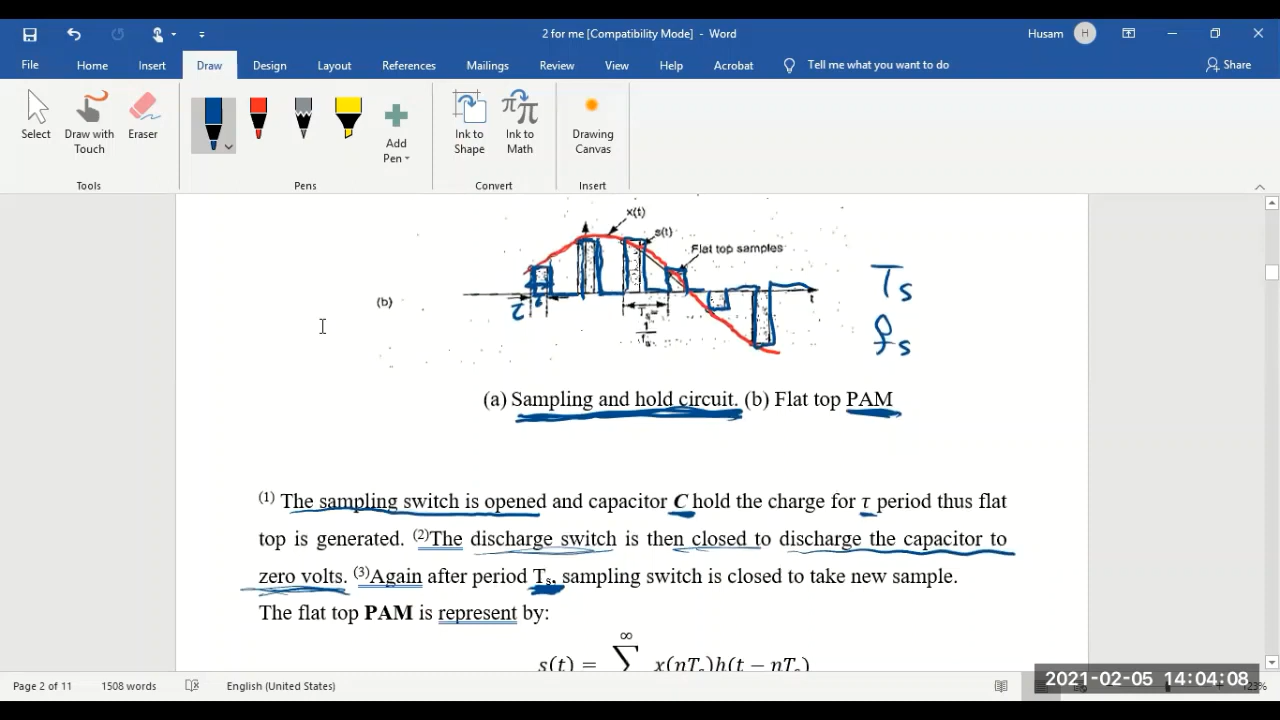 2 for me [Compatibility Mode] - Word
Husam H
File Home Insert Draw Design Layout References Mailings Review View Help Acrobat Tell me what you want to do Share
Select Draw with Touch Eraser Add Pen Ink to Shape Ink to Math Drawing Canvas
Tools Pens Convert Insert
x(t)
s(t)
Flat top samples
Ts
(b)
t
τ
Ts
fs
(a) Sampling and hold circuit. (b) Flat top PAM
(1) The sampling switch is opened and capacitor C hold the charge for τ period thus flat
top is generated. (2)The discharge switch is then closed to discharge the capacitor to
zero volts. (3)Again after period Ts, sampling switch is closed to take new sample.
The flat top PAM is represent by:
∞
s(t) = ∑ x(nTs)h(t − nTs)
Page 2 of 11 1508 words English (United States)
2021-02-05 14:04:08